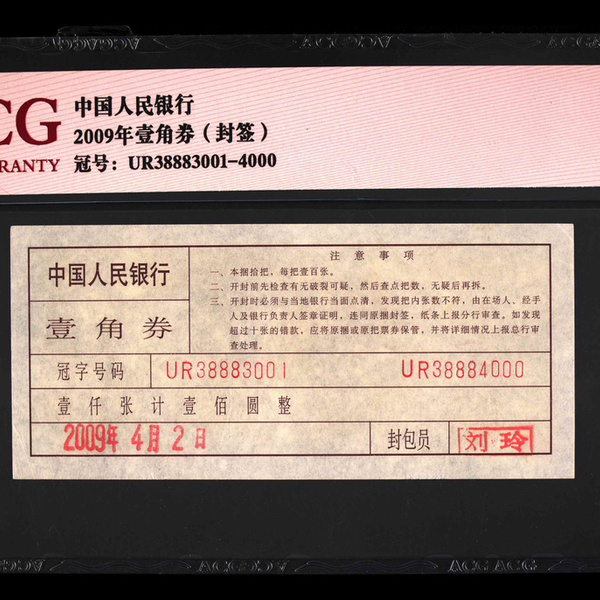 CG
中国人民银行
2009年壹角券（封签）
RANTY 冠号：UR38883001-4000
中国人民银行
壹角券
注意事项
一、本捆拾把，每把壹百张。
二、开封前先检查有无破裂可疑，然后查点把数，无疑后再拆。
三、开封时必须与当地银行当面点清，发现把内张数不符，由在场人、经手
人及银行负责人签章证明，连同原捆封签，纸条上报分行审查。如发现
超过十张的错款，应将原捆或原把票券保管，并将详细情况上报总行审
查处理。
冠字号码 UR38883001 UR38884000
壹仟张计壹佰圆整
2009年4月2日 封包员 刘玲
ACG ACG